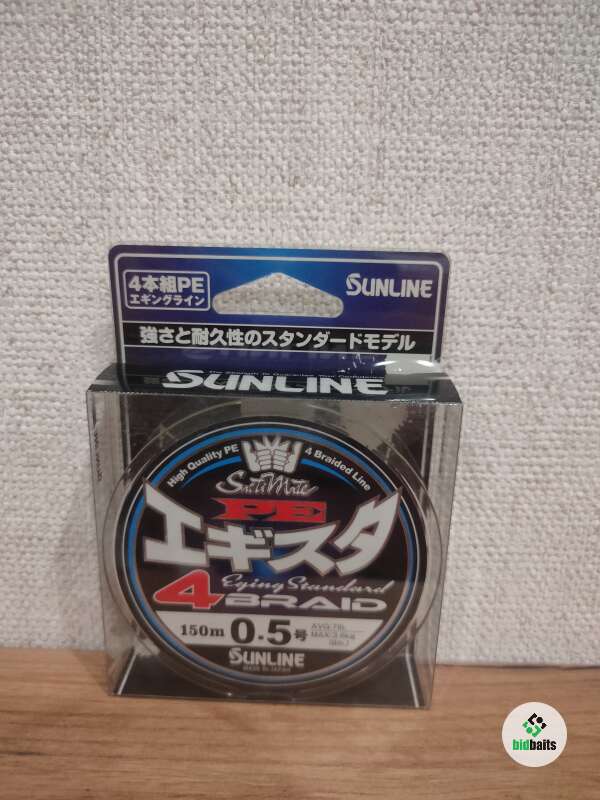 4本組PE
エギングライン
SUNLINE
強さと耐久性のスタンダードモデル
SUNLINE
High Quality PE
4 Braided Line
SaltiMate
PE
エギスタ
Eging Standard
4 BRAID
150m 0.5号
SUNLINE
MADE IN JAPAN
bidbaits